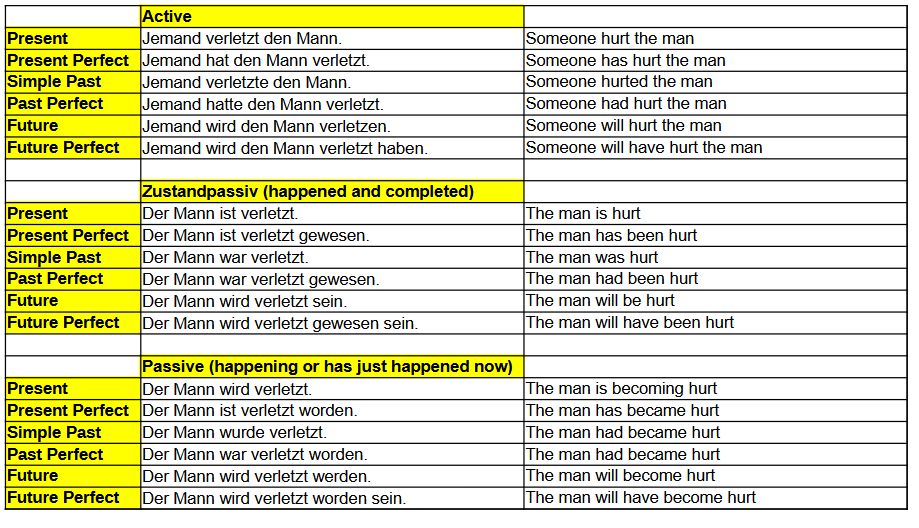 Active
Present Jemand verletzt den Mann. Someone hurt the man
Present Perfect Jemand hat den Mann verletzt. Someone has hurt the man
Simple Past Jemand verletzte den Mann. Someone hurted the man
Past Perfect Jemand hatte den Mann verletzt. Someone had hurt the man
Future Jemand wird den Mann verletzen. Someone will hurt the man
Future Perfect Jemand wird den Mann verletzt haben. Someone will have hurt the man
Zustandpassiv (happened and completed)
Present Der Mann ist verletzt. The man is hurt
Present Perfect Der Mann ist verletzt gewesen. The man has been hurt
Simple Past Der Mann war verletzt. The man was hurt
Past Perfect Der Mann war verletzt gewesen. The man had been hurt
Future Der Mann wird verletzt sein. The man will be hurt
Future Perfect Der Mann wird verletzt gewesen sein. The man will have been hurt
Passive (happening or has just happened now)
Present Der Mann wird verletzt. The man is becoming hurt
Present Perfect Der Mann ist verletzt worden. The man has became hurt
Simple Past Der Mann wurde verletzt. The man had became hurt
Past Perfect Der Mann war verletzt worden. The man had became hurt
Future Der Mann wird verletzt werden. The man will become hurt
Future Perfect Der Mann wird verletzt worden sein. The man will have become hurt